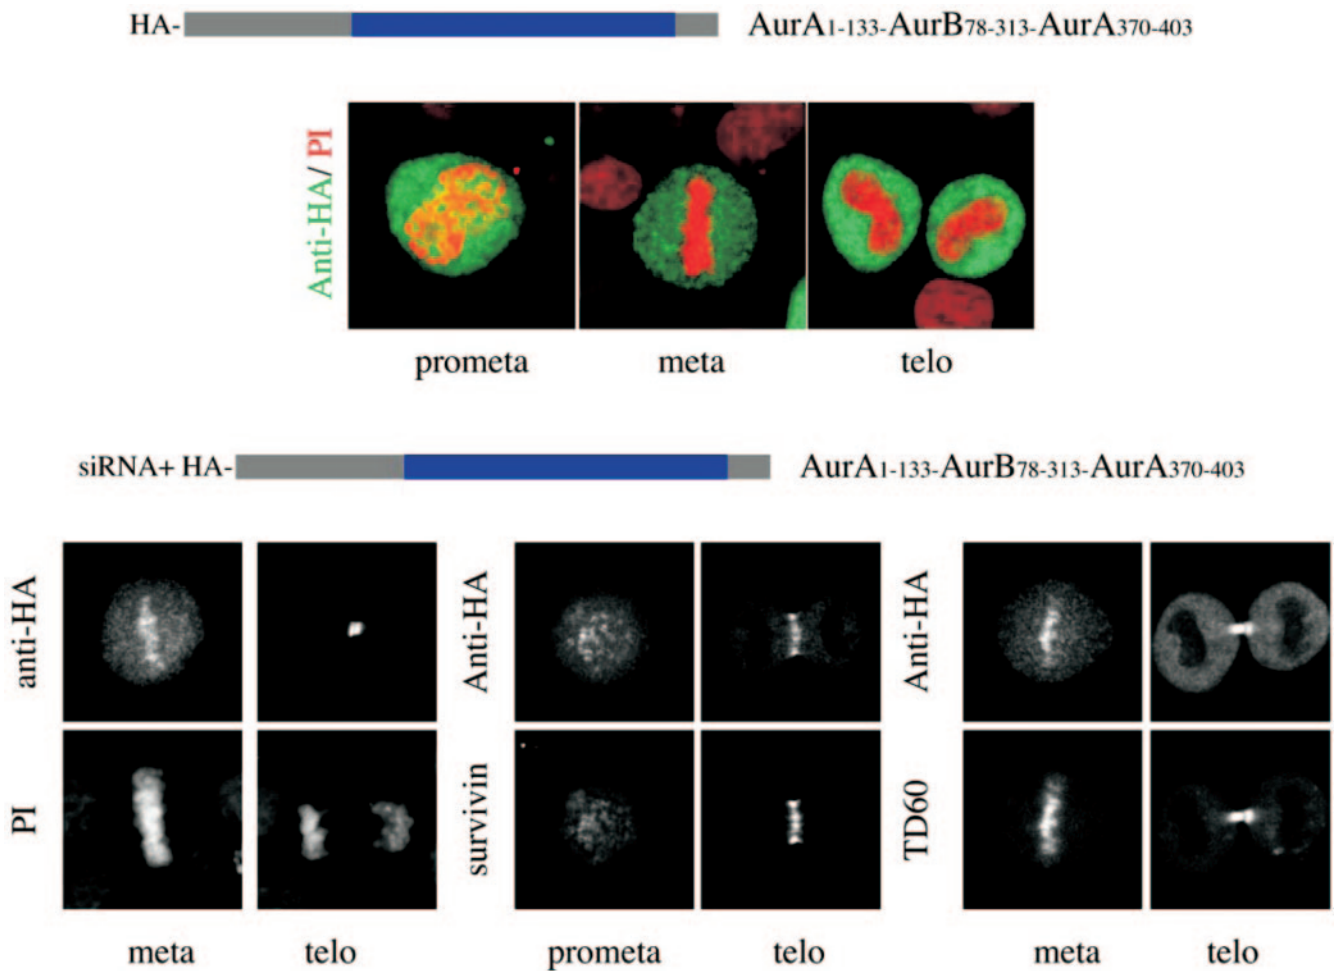 HA- AurA1-133-AurB78-313-AurA370-403
Anti-HA/ PI
prometa meta telo
siRNA+ HA- AurA1-133-AurB78-313-AurA370-403
anti-HA Anti-HA Anti-HA
PI survivin TD60
meta telo prometa telo meta telo